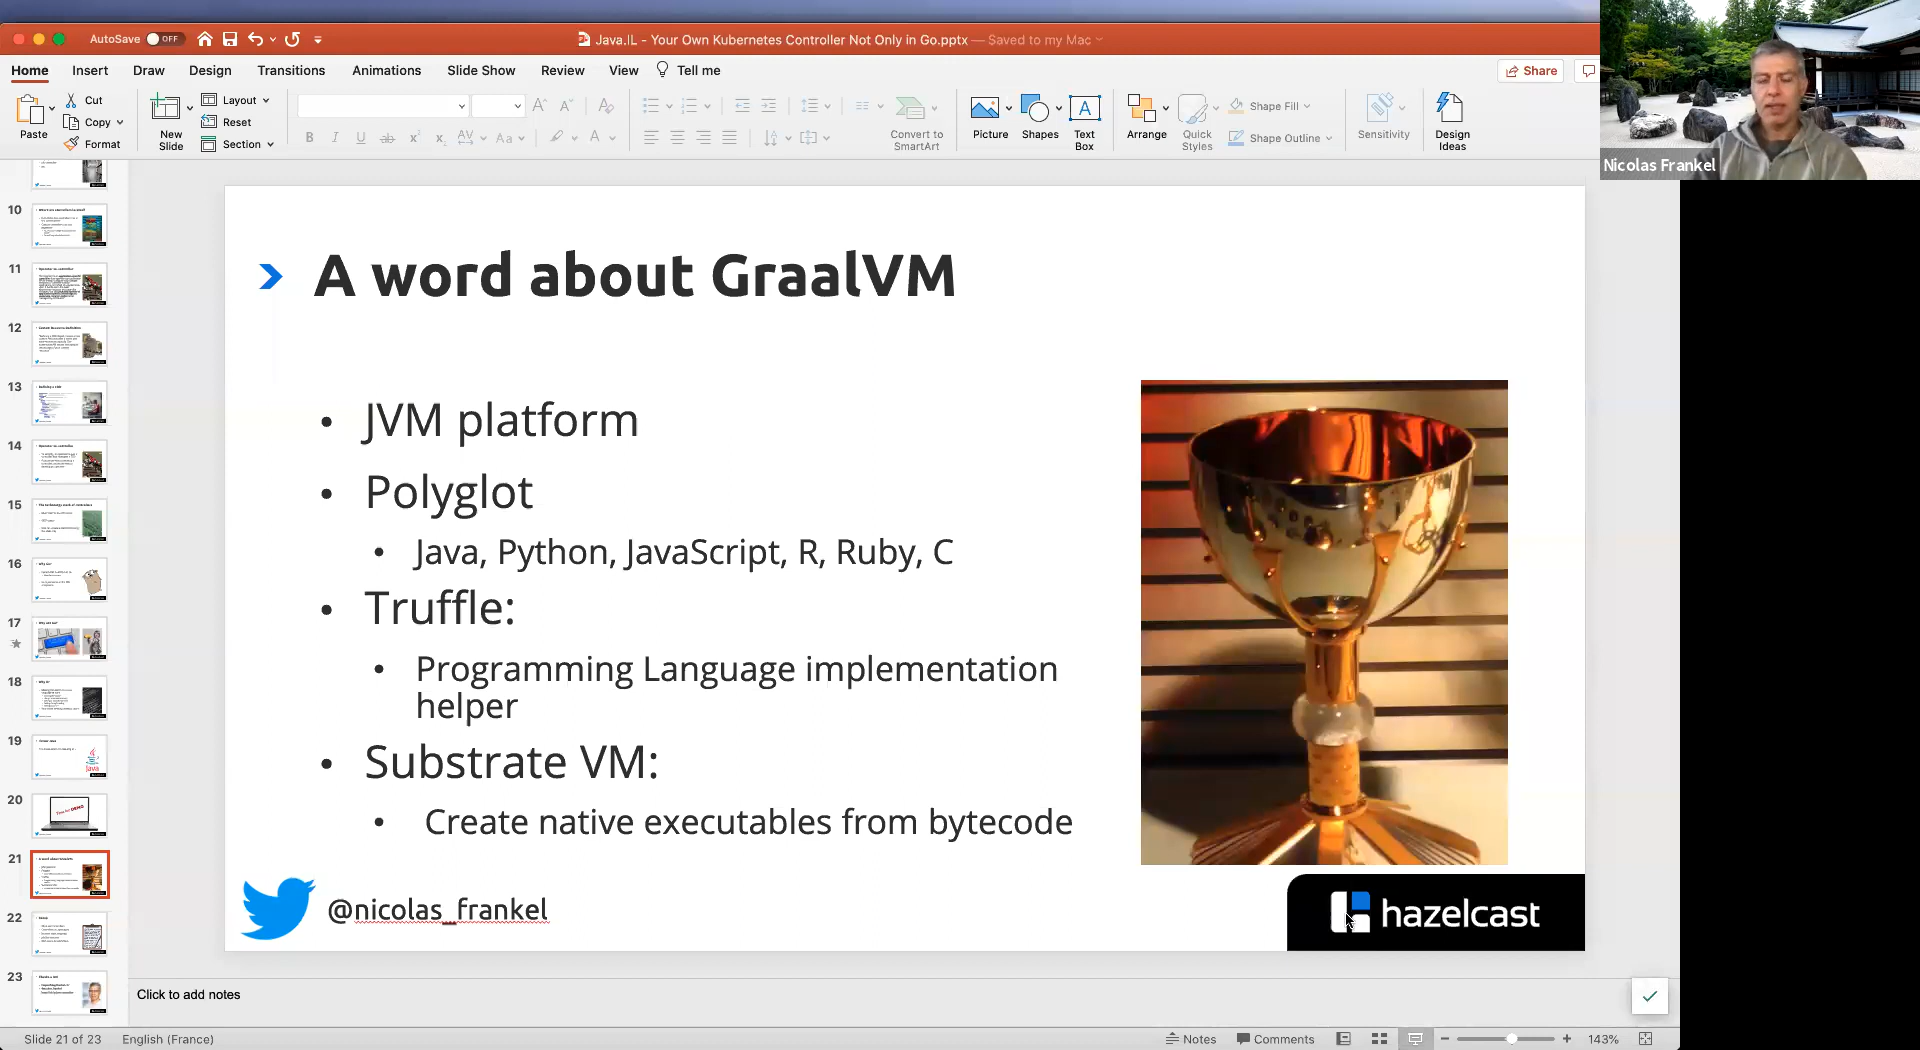 AutoSave OFF
Java.IL - Your Own Kubernetes Controller Not Only in Go.pptx — Saved to my Mac
Home Insert Draw Design Transitions Animations Slide Show Review View Tell me
Share
Paste
Cut
Copy
Format
New Slide
Layout
Reset
Section
Convert to SmartArt
Picture
Shapes
Text Box
Arrange
Quick Styles
Shape Fill
Shape Outline
Sensitivity
Design Ideas
Nicolas Frankel
10
11
12
13
14
15
16
17
18
19
20
21
22
23
A word about GraalVM
• JVM platform
• Polyglot
• Java, Python, JavaScript, R, Ruby, C
• Truffle:
• Programming Language implementation
helper
• Substrate VM:
• Create native executables from bytecode
@nicolas_frankel
hazelcast
Click to add notes
Slide 21 of 23 English (France)
Notes Comments 143%